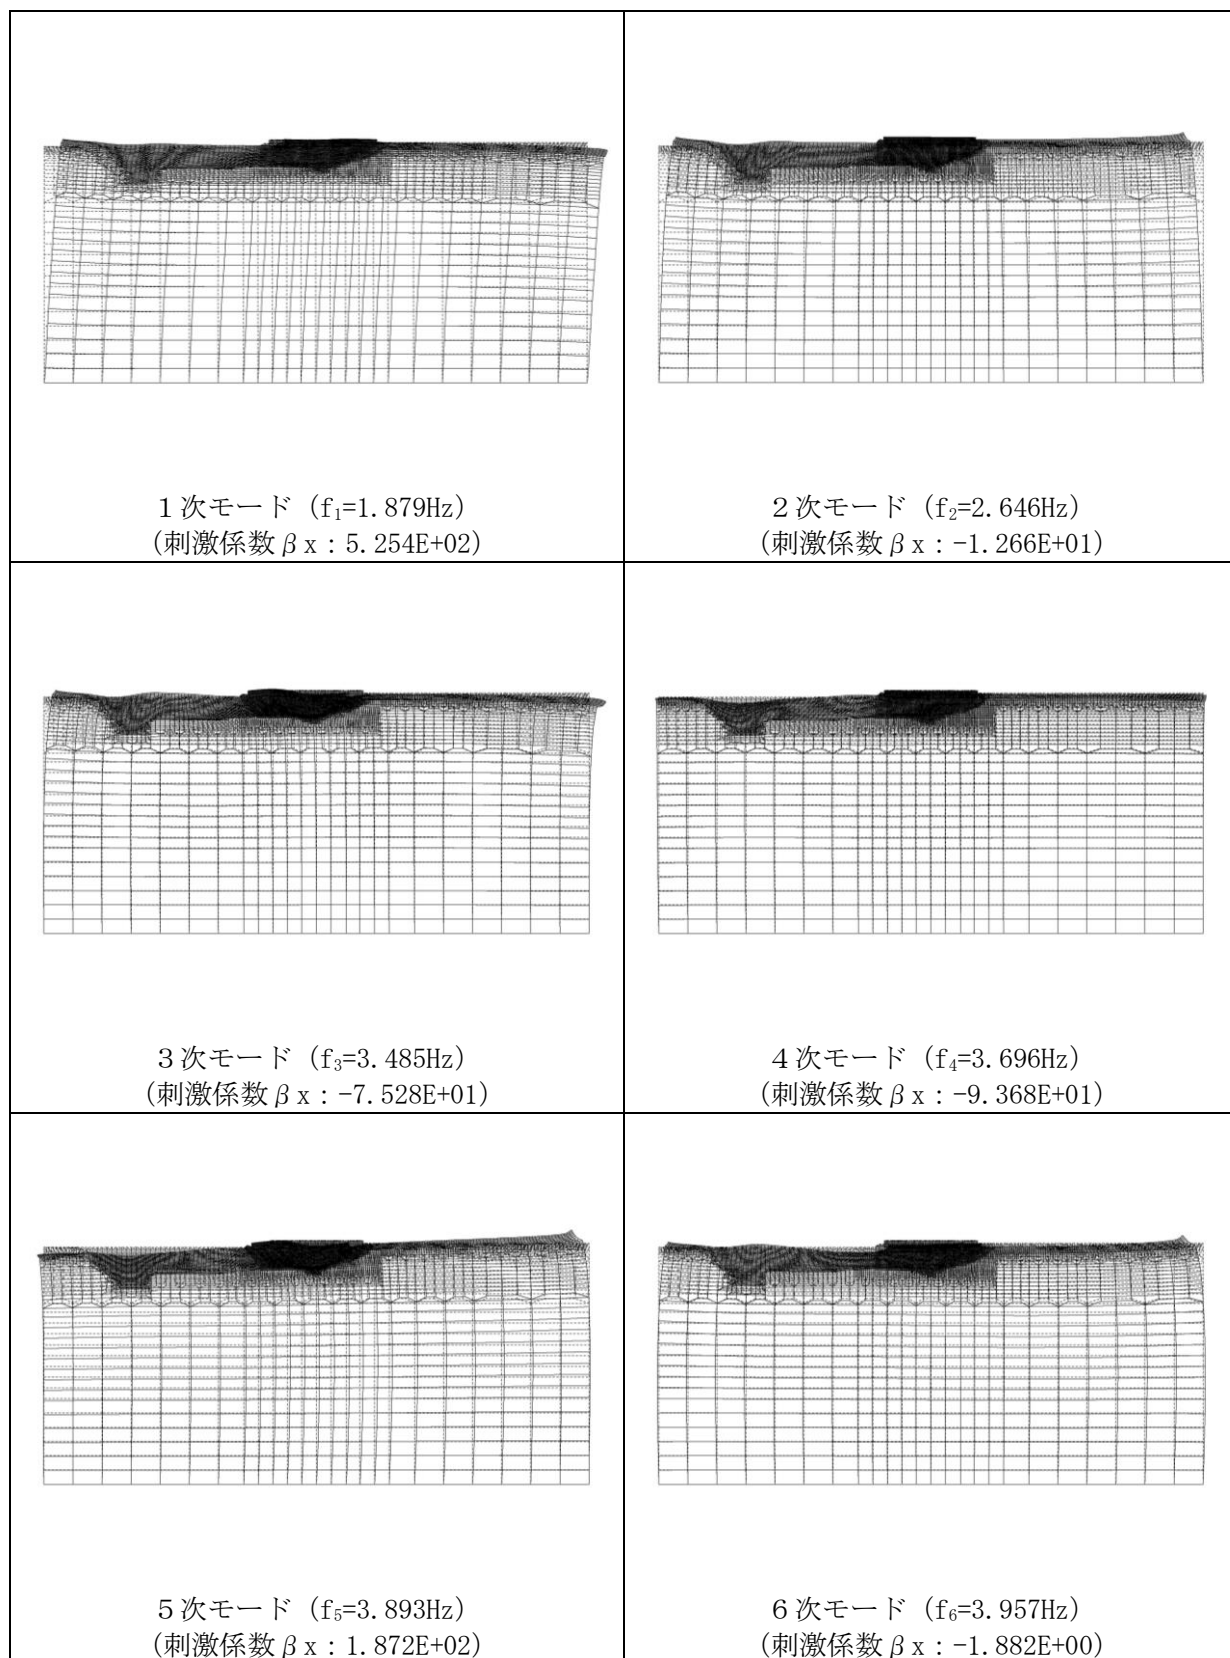 1次モード (f₁=1.879Hz)
(刺激係数βx:5.254E+02)
2次モード (f₂=2.646Hz)
(刺激係数βx:-1.266E+01)
3次モード (f₃=3.485Hz)
(刺激係数βx:-7.528E+01)
4次モード (f₄=3.696Hz)
(刺激係数βx:-9.368E+01)
5次モード (f₅=3.893Hz)
(刺激係数βx:1.872E+02)
6次モード (f₆=3.957Hz)
(刺激係数βx:-1.882E+00)